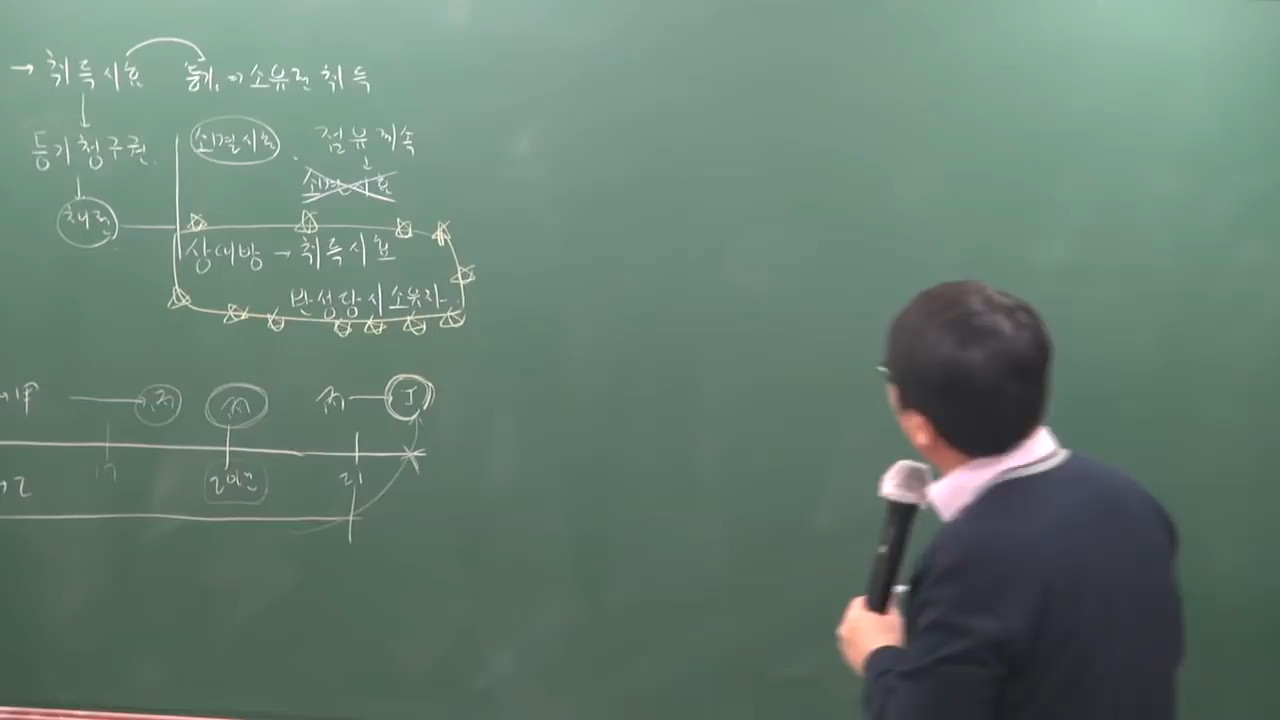 → 취득시효 등기 ⇒ 소유권 취득
등기청구권
소멸시효 점유계속
소멸시효
채권
상대방 → 취득시효
완성당시소유자
甲 → 丙 丙 丙 — 丁
17 20년 21
→ 乙